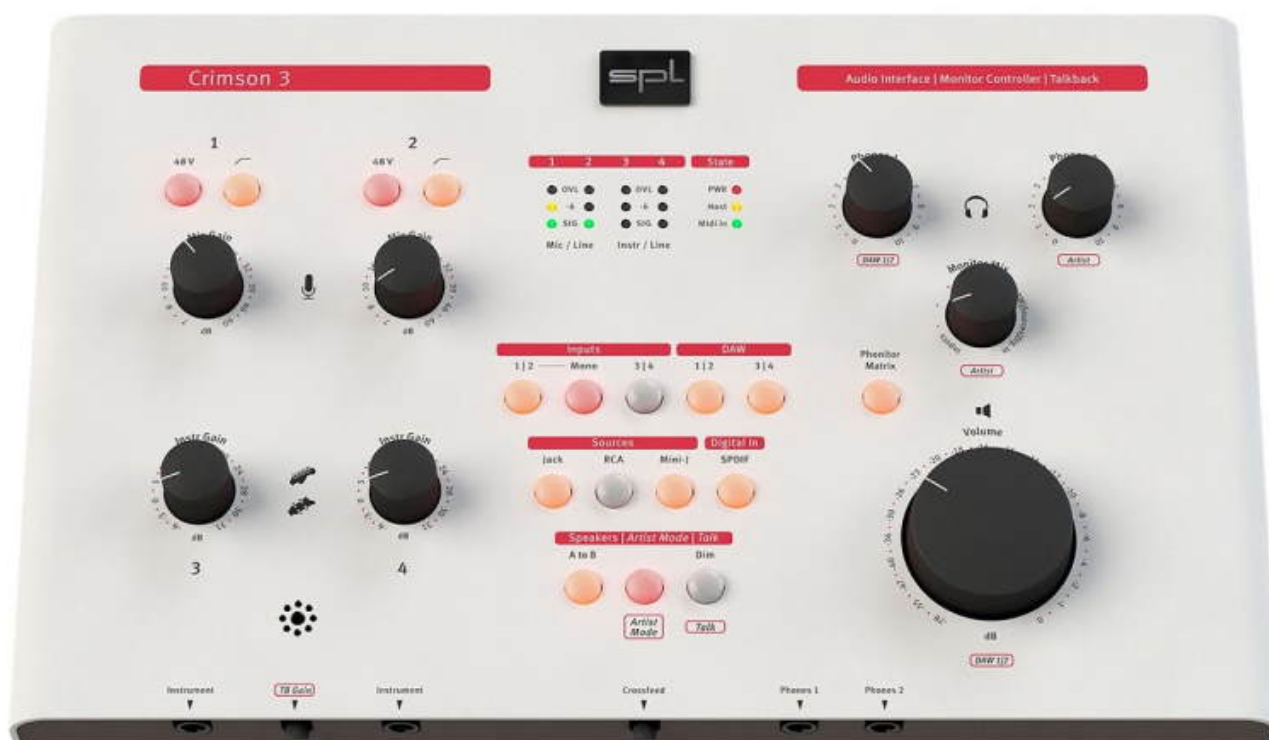 Crimson 3
spl
Audio Interface | Monitor Controller | Talkback
1
2
48V
48V
1 2 3 4
State
OVL
OVL
PWR
-6
-6
Host
SIG
SIG
Midi In
Mic / Line
Instr / Line
Phones 1
Phones 2
DAW 1|2
Artist
Mic Gain
Mic Gain
dB
dB
Monitor Mix
Artist
Inputs
DAW
1|2
Mono
3|4
1|2
3|4
Phonitor
Matrix
Volume
Instr Gain
Instr Gain
dB
dB
3
4
Sources
Digital In
Jack
RCA
Mini-J
SPDIF
Speakers | Artist Mode | Talk
A to B
Dim
Artist
Mode
Talk
dB
DAW 1|2
Instrument
TB Gain
Instrument
Crossfeed
Phones 1
Phones 2